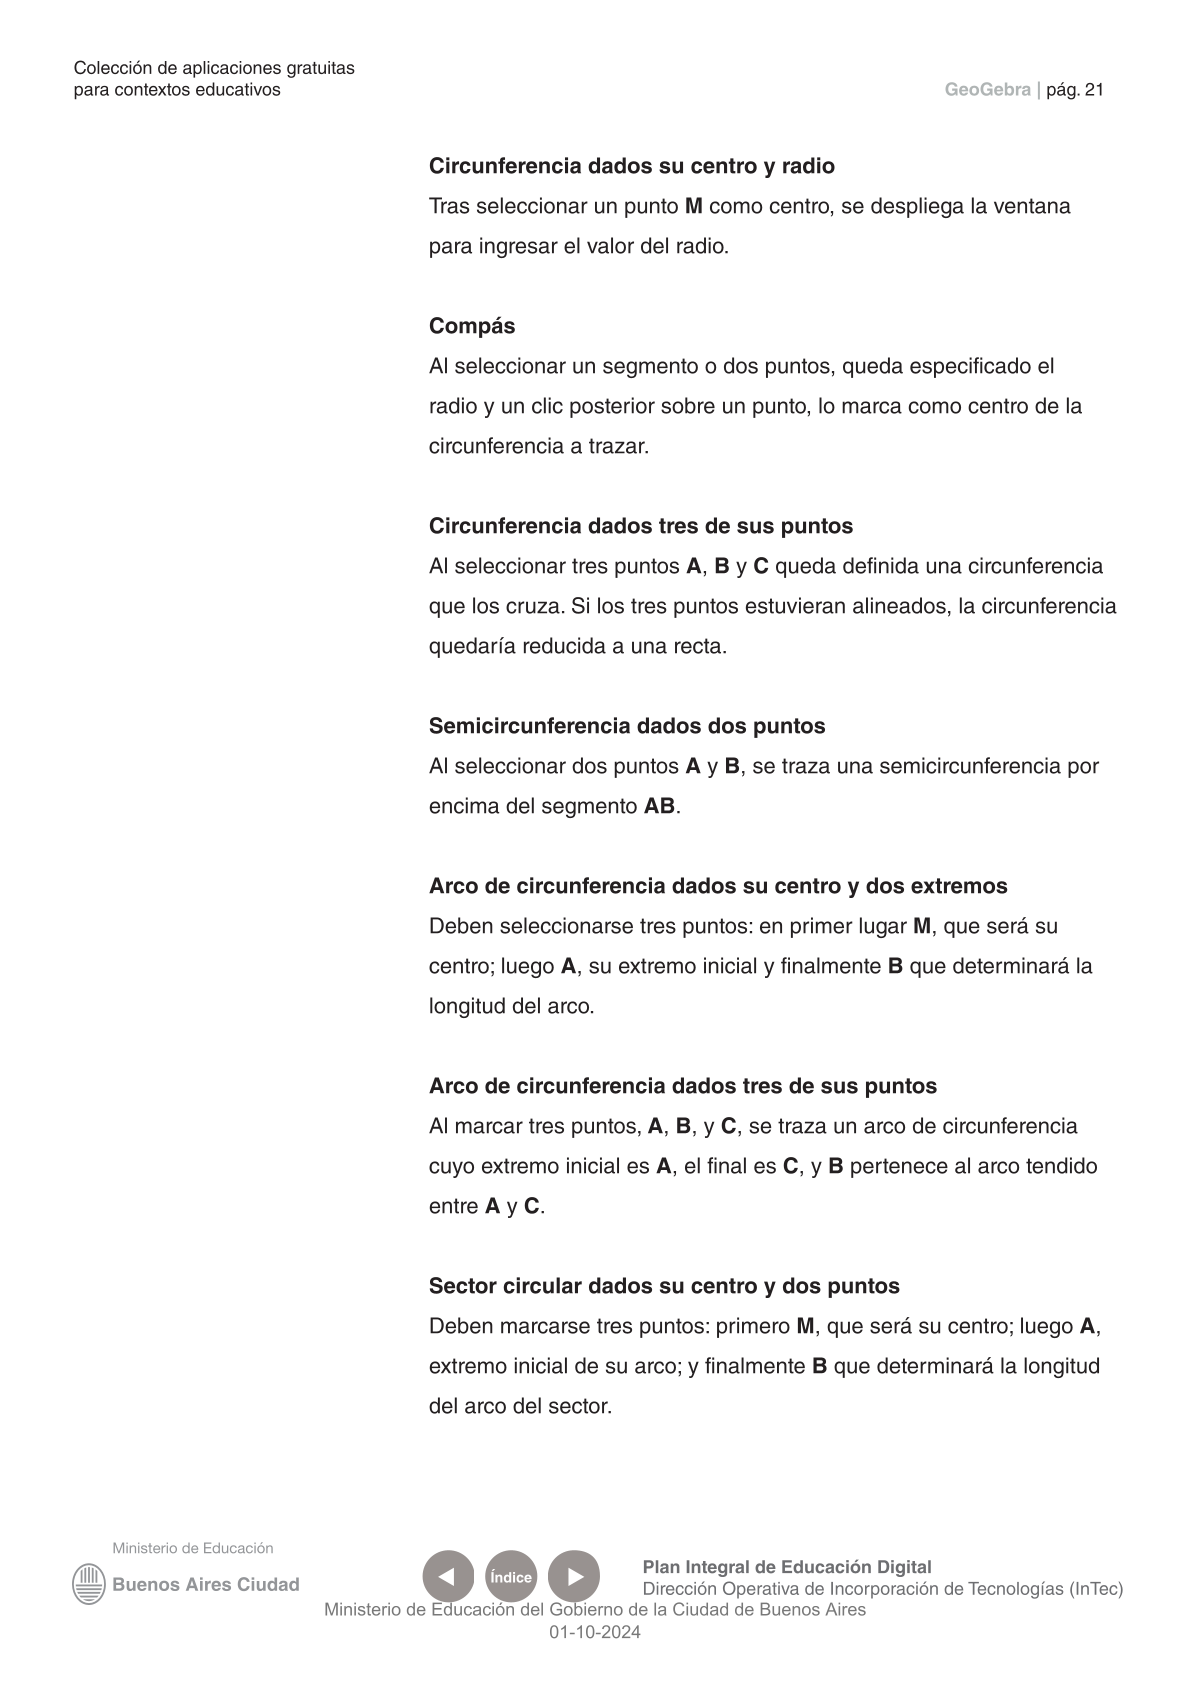 Colección de aplicaciones gratuitas
para contextos educativos
GeoGebra | pág. 21
Circunferencia dados su centro y radio
Tras seleccionar un punto M como centro, se despliega la ventana
para ingresar el valor del radio.
Compás
Al seleccionar un segmento o dos puntos, queda especificado el
radio y un clic posterior sobre un punto, lo marca como centro de la
circunferencia a trazar.
Circunferencia dados tres de sus puntos
Al seleccionar tres puntos A, B y C queda definida una circunferencia
que los cruza. Si los tres puntos estuvieran alineados, la circunferencia
quedaría reducida a una recta.
Semicircunferencia dados dos puntos
Al seleccionar dos puntos A y B, se traza una semicircunferencia por
encima del segmento AB.
Arco de circunferencia dados su centro y dos extremos
Deben seleccionarse tres puntos: en primer lugar M, que será su
centro; luego A, su extremo inicial y finalmente B que determinará la
longitud del arco.
Arco de circunferencia dados tres de sus puntos
Al marcar tres puntos, A, B, y C, se traza un arco de circunferencia
cuyo extremo inicial es A, el final es C, y B pertenece al arco tendido
entre A y C.
Sector circular dados su centro y dos puntos
Deben marcarse tres puntos: primero M, que será su centro; luego A,
extremo inicial de su arco; y finalmente B que determinará la longitud
del arco del sector.
Ministerio de Educación
Buenos Aires Ciudad
Índice
Plan Integral de Educación Digital
Dirección Operativa de Incorporación de Tecnologías (InTec)
Ministerio de Educación del Gobierno de la Ciudad de Buenos Aires
01-10-2024